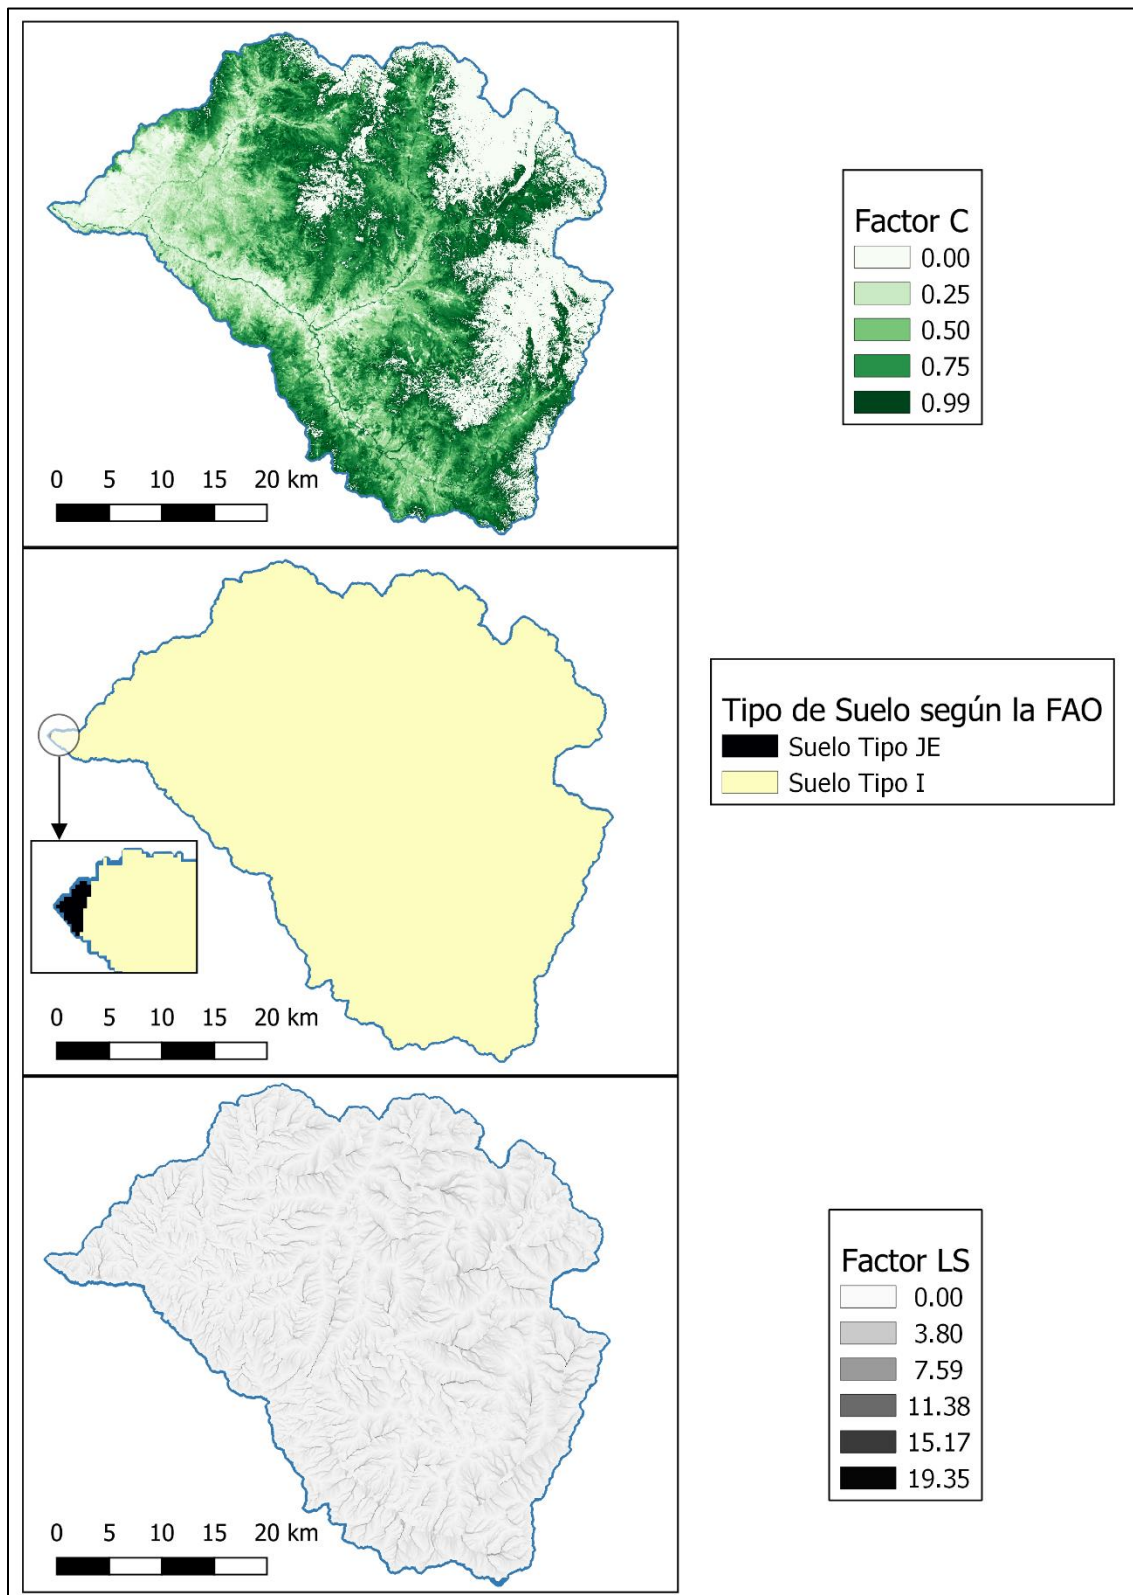 0 5 10 15 20 km
Factor C
0.00
0.25
0.50
0.75
0.99
0 5 10 15 20 km
Tipo de Suelo según la FAO
Suelo Tipo JE
Suelo Tipo I
0 5 10 15 20 km
Factor LS
0.00
3.80
7.59
11.38
15.17
19.35